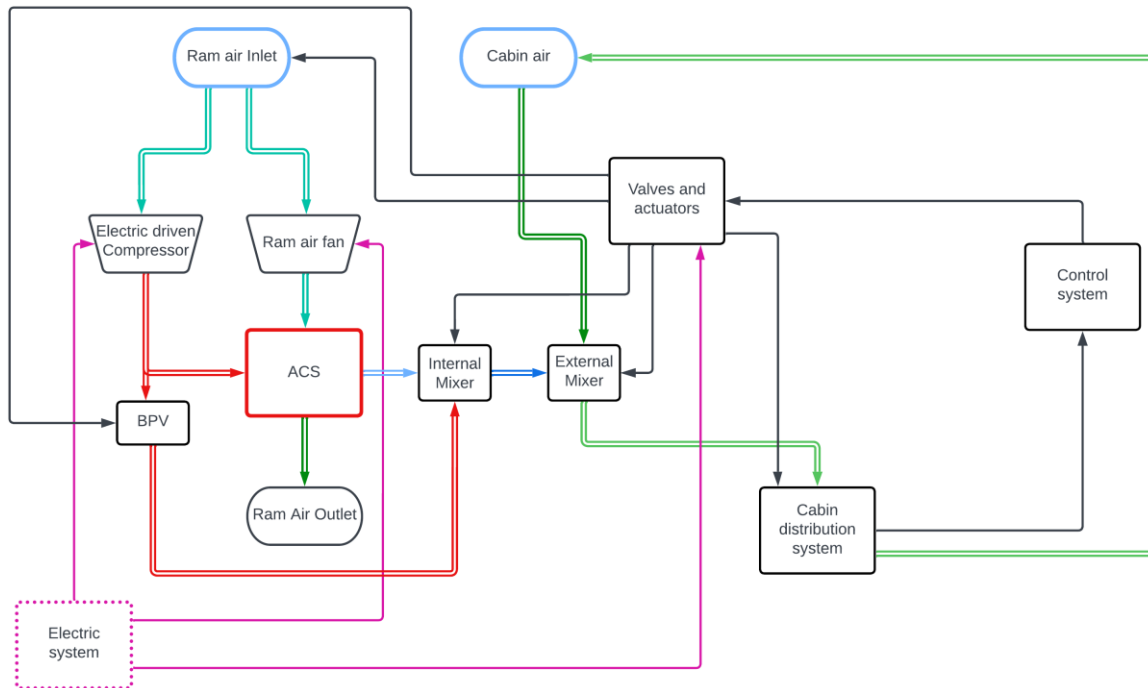 Ram air Inlet
Cabin air
Valves and
actuators
Electric driven
Compressor
Ram air fan
Control
system
ACS
Internal
Mixer
External
Mixer
BPV
Ram Air Outlet
Cabin
distribution
system
Electric
system